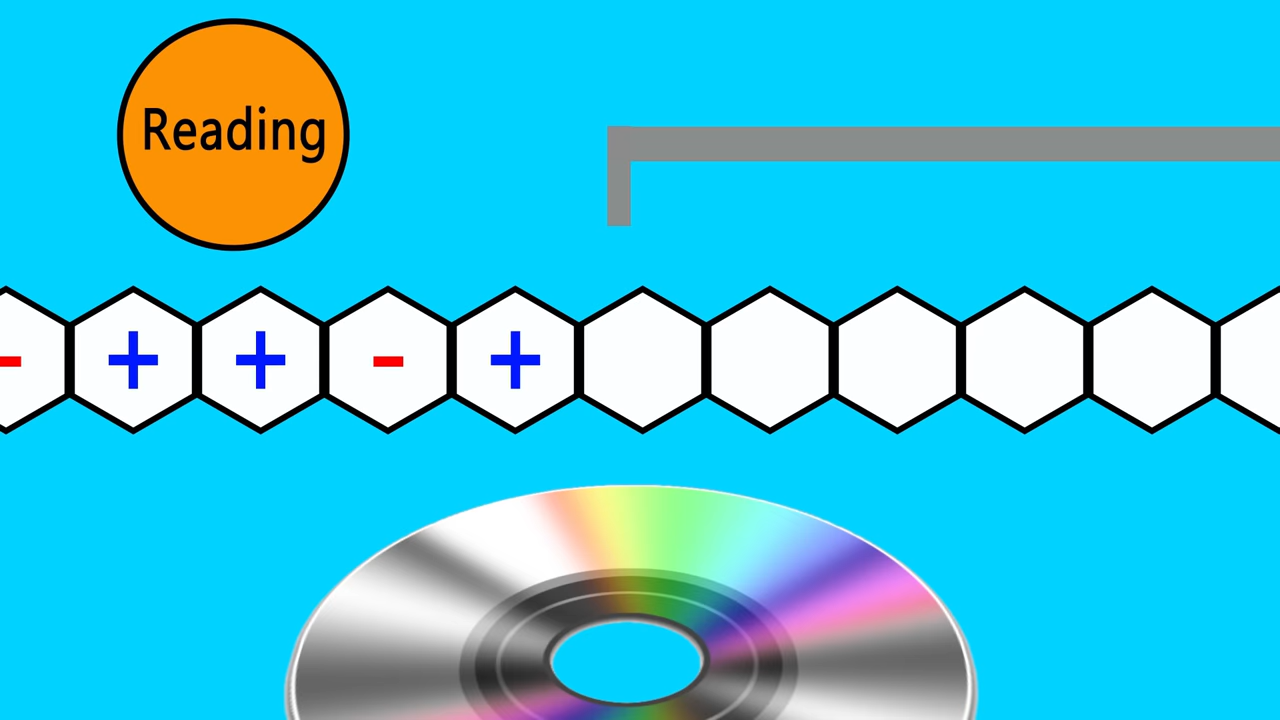 Reading
- + + - +